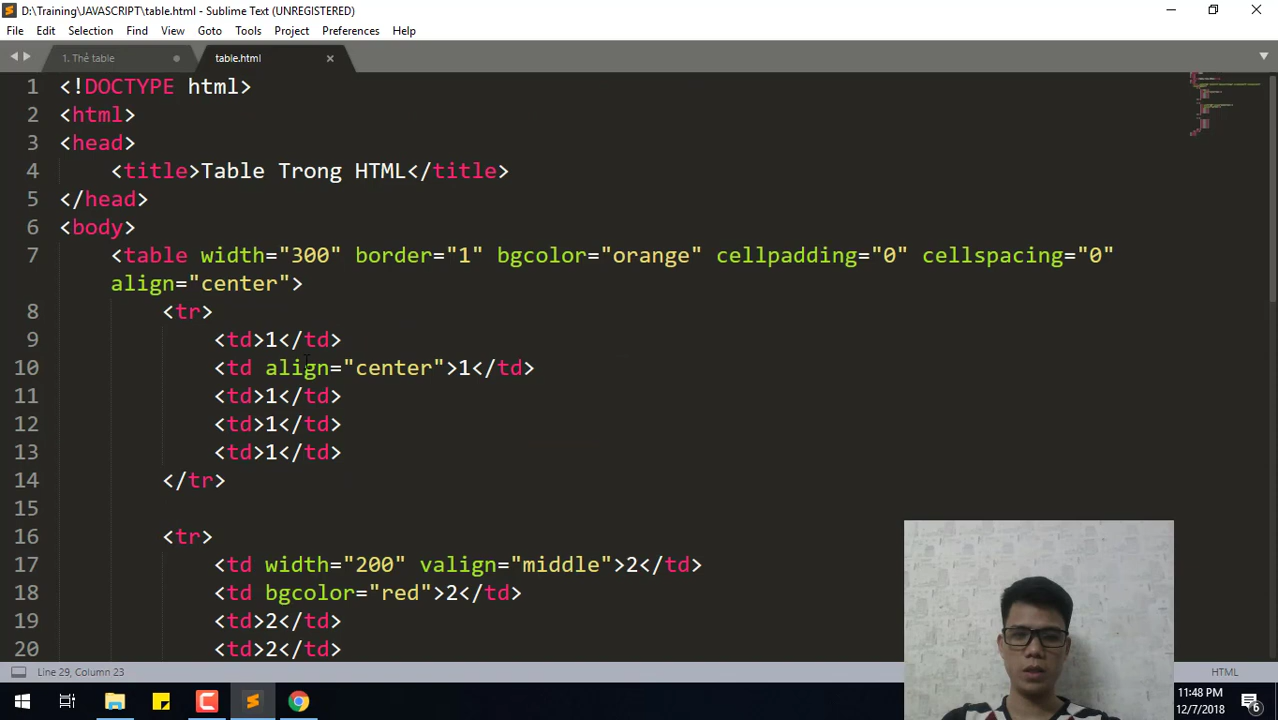 D:\Training\JAVASCRIPT\table.html - Sublime Text (UNREGISTERED)
File Edit Selection Find View Goto Tools Project Preferences Help
1. Thẻ table
table.html
1 <!DOCTYPE html>
2 <html>
3 <head>
4 <title>Table Trong HTML</title>
5 </head>
6 <body>
7 <table width="300" border="1" bgcolor="orange" cellpadding="0" cellspacing="0"
align="center">
8 <tr>
9 <td>1</td>
10 <td align="center">1</td>
11 <td>1</td>
12 <td>1</td>
13 <td>1</td>
14 </tr>
15
16 <tr>
17 <td width="200" valign="middle">2</td>
18 <td bgcolor="red">2</td>
19 <td>2</td>
20 <td>2</td>
Line 29, Column 23
HTML
11:48 PM
12/7/2018
6